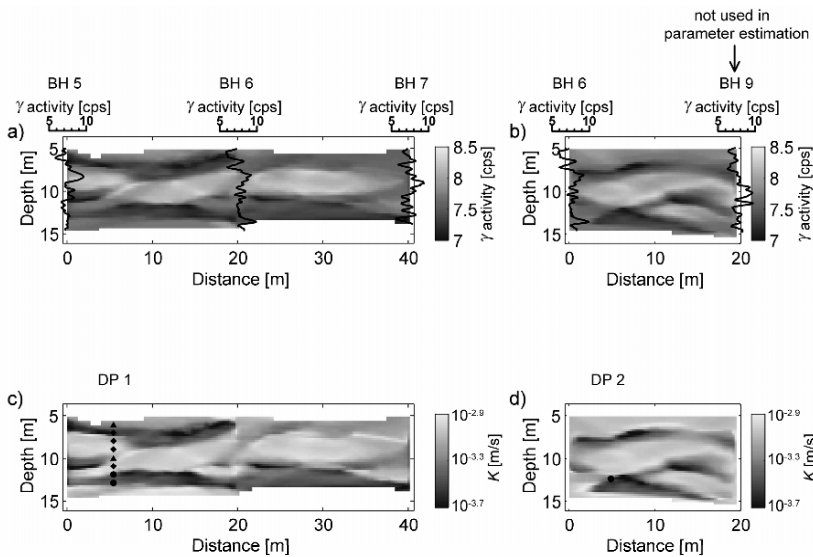 not used in
parameter estimation
BH 5 BH 6 BH 7 BH 6 BH 9
γ activity [cps] γ activity [cps] γ activity [cps] γ activity [cps] γ activity [cps]
5 10 5 10 5 10 5 10 5 10
a) b)
5 8.5 5 8.5
10 8 10 8
7.5 7.5
15 7 15 7
Depth [m] γ activity [cps] Depth [m] γ activity [cps]
0 10 20 30 40 0 10 20
Distance [m] Distance [m]
DP 1 DP 2
c) d)
5 10^-2.9 5 10^-2.9
10 10^-3.3 10 10^-3.3
15 10^-3.7 15 10^-3.7
Depth [m] K [m/s] Depth [m] K [m/s]
0 10 20 30 40 0 10 20
Distance [m] Distance [m]